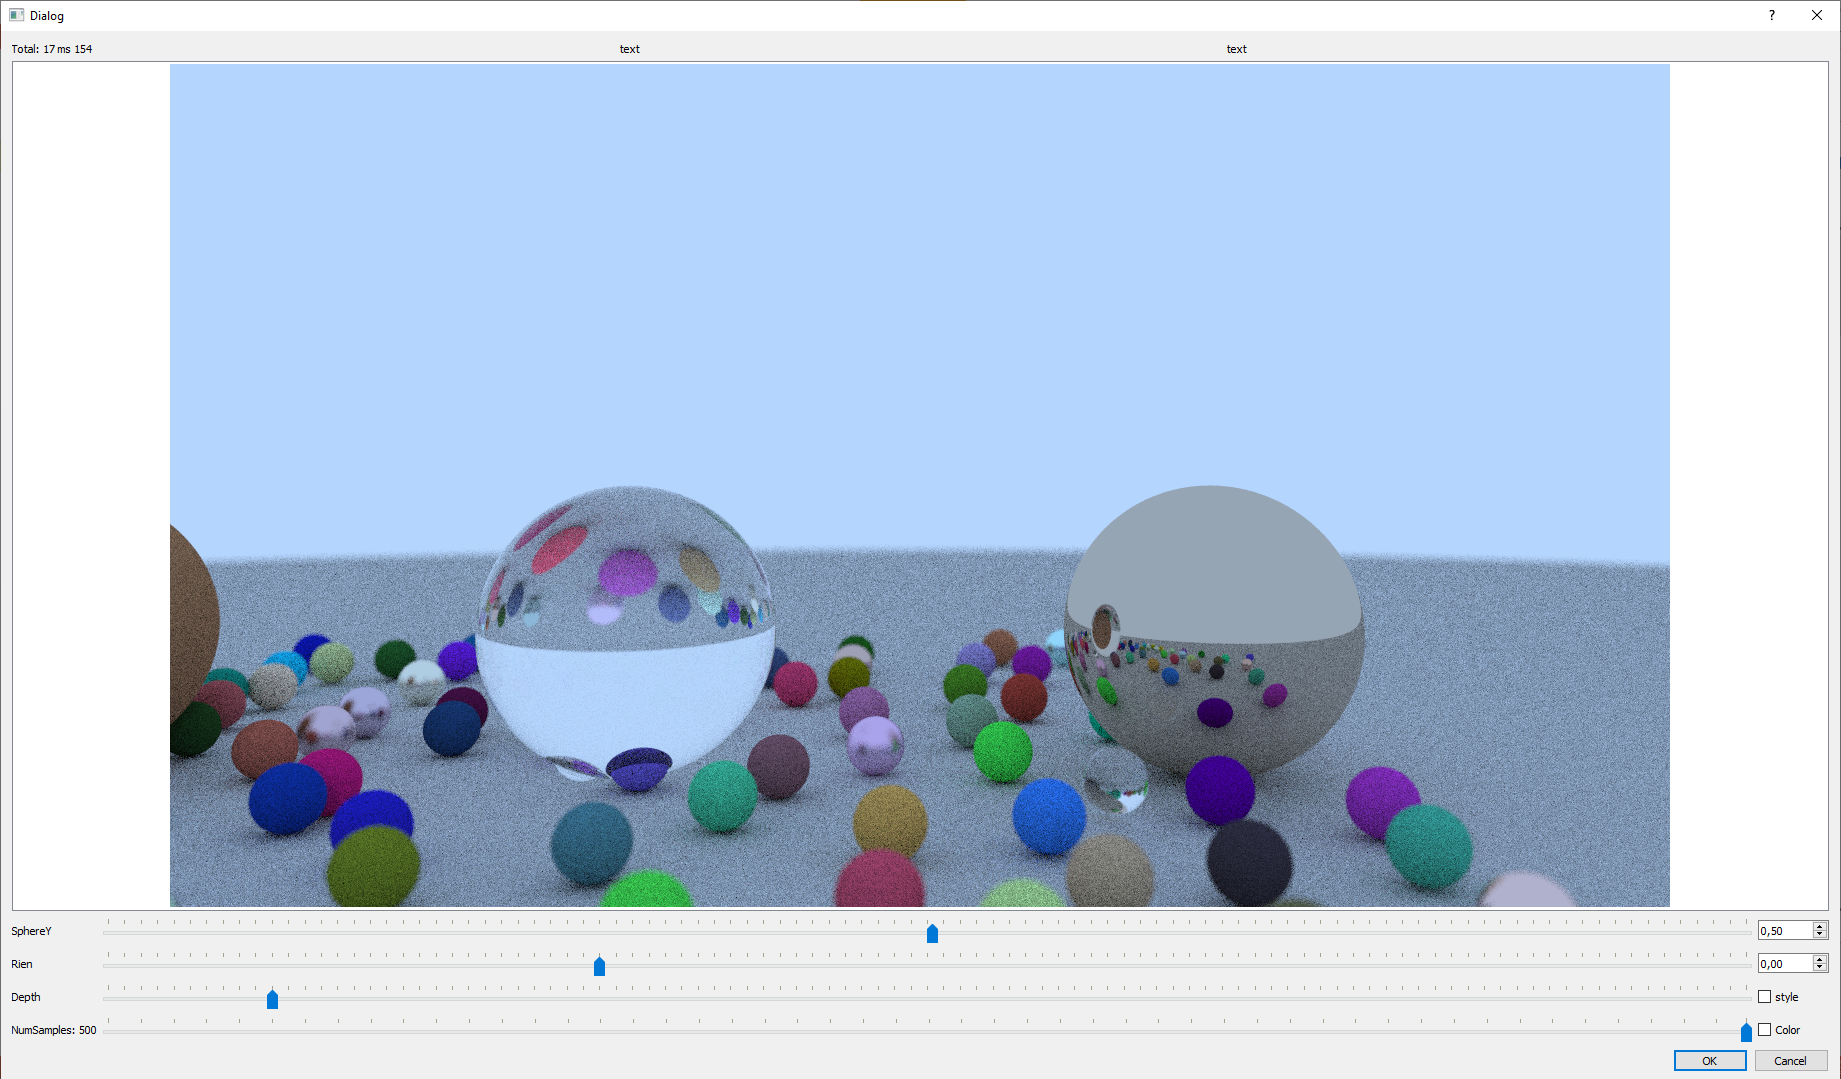 Dialog
?
Total: 17 ms 154
text
text
SphereY
0,50
Rien
0,00
Depth
style
NumSamples: 500
Color
OK
Cancel